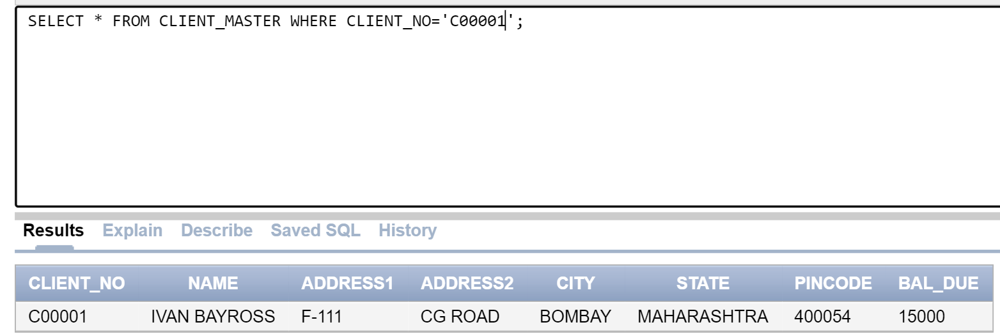 SELECT * FROM CLIENT_MASTER WHERE CLIENT_NO='C00001';
Results Explain Describe Saved SQL History
CLIENT_NO NAME ADDRESS1 ADDRESS2 CITY STATE PINCODE BAL_DUE
C00001 IVAN BAYROSS F-111 CG ROAD BOMBAY MAHARASHTRA 400054 15000